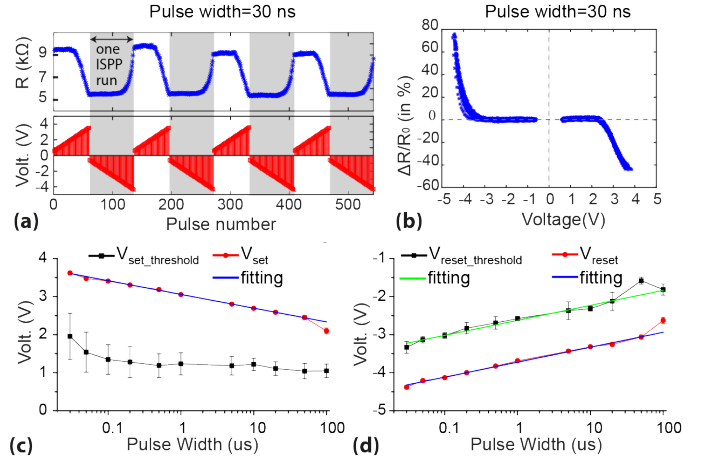 Pulse width=30 ns
R (kΩ)
9
7
5
one
ISPP
run
Volt. (V)
4
2
0
-2
-4
0
100
200
300
400
500
Pulse number
(a)
Pulse width=30 ns
ΔR/R₀ (in %)
80
60
40
20
0
-20
-40
-60
-5
-4
-3
-2
-1
0
1
2
3
4
5
Voltage(V)
(b)
Vset_threshold
Vset
fitting
Volt. (V)
4
3
2
1
0
0.1
1
10
100
Pulse Width (us)
(c)
Vreset_threshold
Vreset
fitting
fitting
Volt. (V)
-1
-2
-3
-4
-5
0.1
1
10
100
Pulse Width (us)
(d)